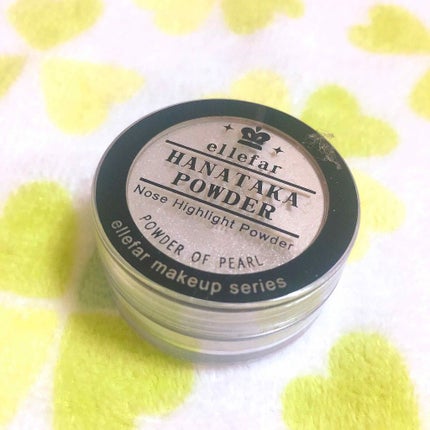 ellefar
HANATAKA
POWDER
Nose Highlight Powder
POWDER OF PEARL
ellefar makeup series